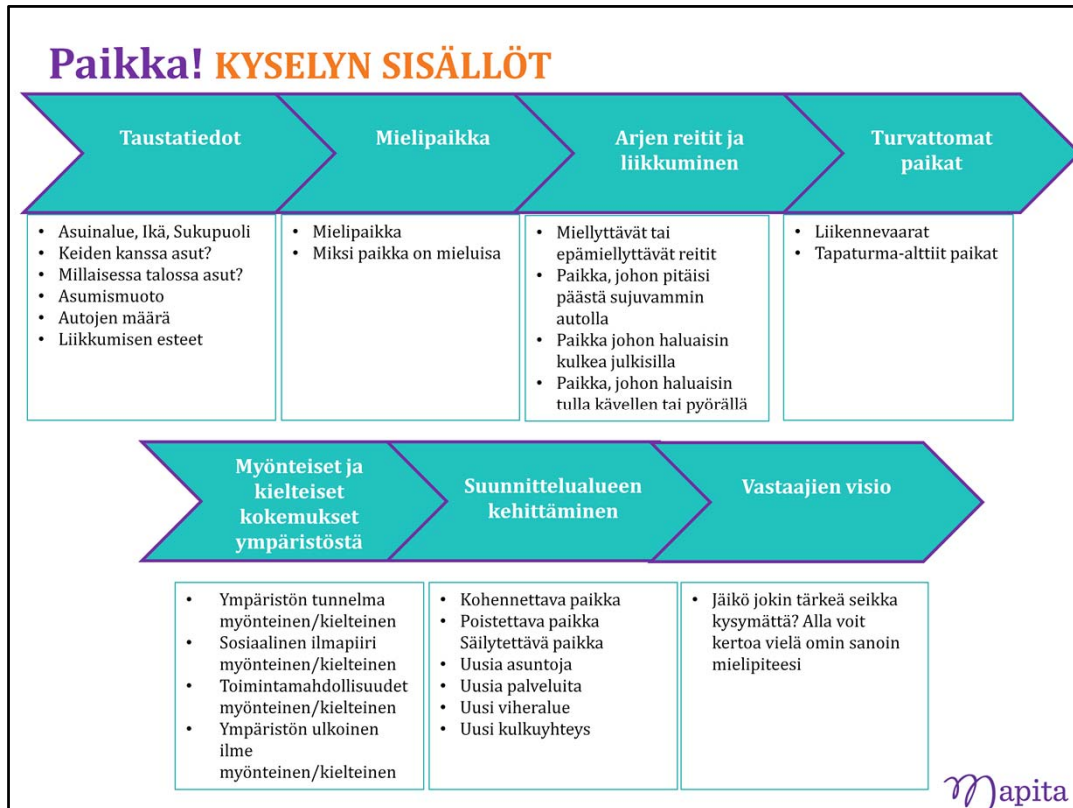 Paikka! KYSELYN SISÄLLÖT
Taustatiedot
Mielipaikka
Arjen reitit ja
liikkuminen
Turvattomat
paikat
• Asuinalue, Ikä, Sukupuoli
• Keiden kanssa asut?
• Millaisessa talossa asut?
• Asumismuoto
• Autojen määrä
• Liikkumisen esteet
• Mielipaikka
• Miksi paikka on mieluisa
• Miellyttävät tai
epämiellyttävät reitit
• Paikka, johon pitäisi
päästä sujuvammin
autolla
• Paikka johon haluaisin
kulkea julkisilla
• Paikka, johon haluaisin
tulla kävellen tai pyörällä
• Liikennevaarat
• Tapaturma-alttiit paikat
Myönteiset ja
kielteiset
kokemukset
ympäristöstä
Suunnittelualueen
kehittäminen
Vastaajien visio
• Ympäristön tunnelma
myönteinen/kielteinen
• Sosiaalinen ilmapiiri
myönteinen/kielteinen
• Toimintamahdollisuudet
myönteinen/kielteinen
• Ympäristön ulkoinen
ilme
myönteinen/kielteinen
• Kohennettava paikka
• Poistettava paikka
Säilytettävä paikka
• Uusia asuntoja
• Uusia palveluita
• Uusi viheralue
• Uusi kulkuyhteys
• Jäikö jokin tärkeä seikka
kysymättä? Alla voit
kertoa vielä omin sanoin
mielipiteesi
Mapita